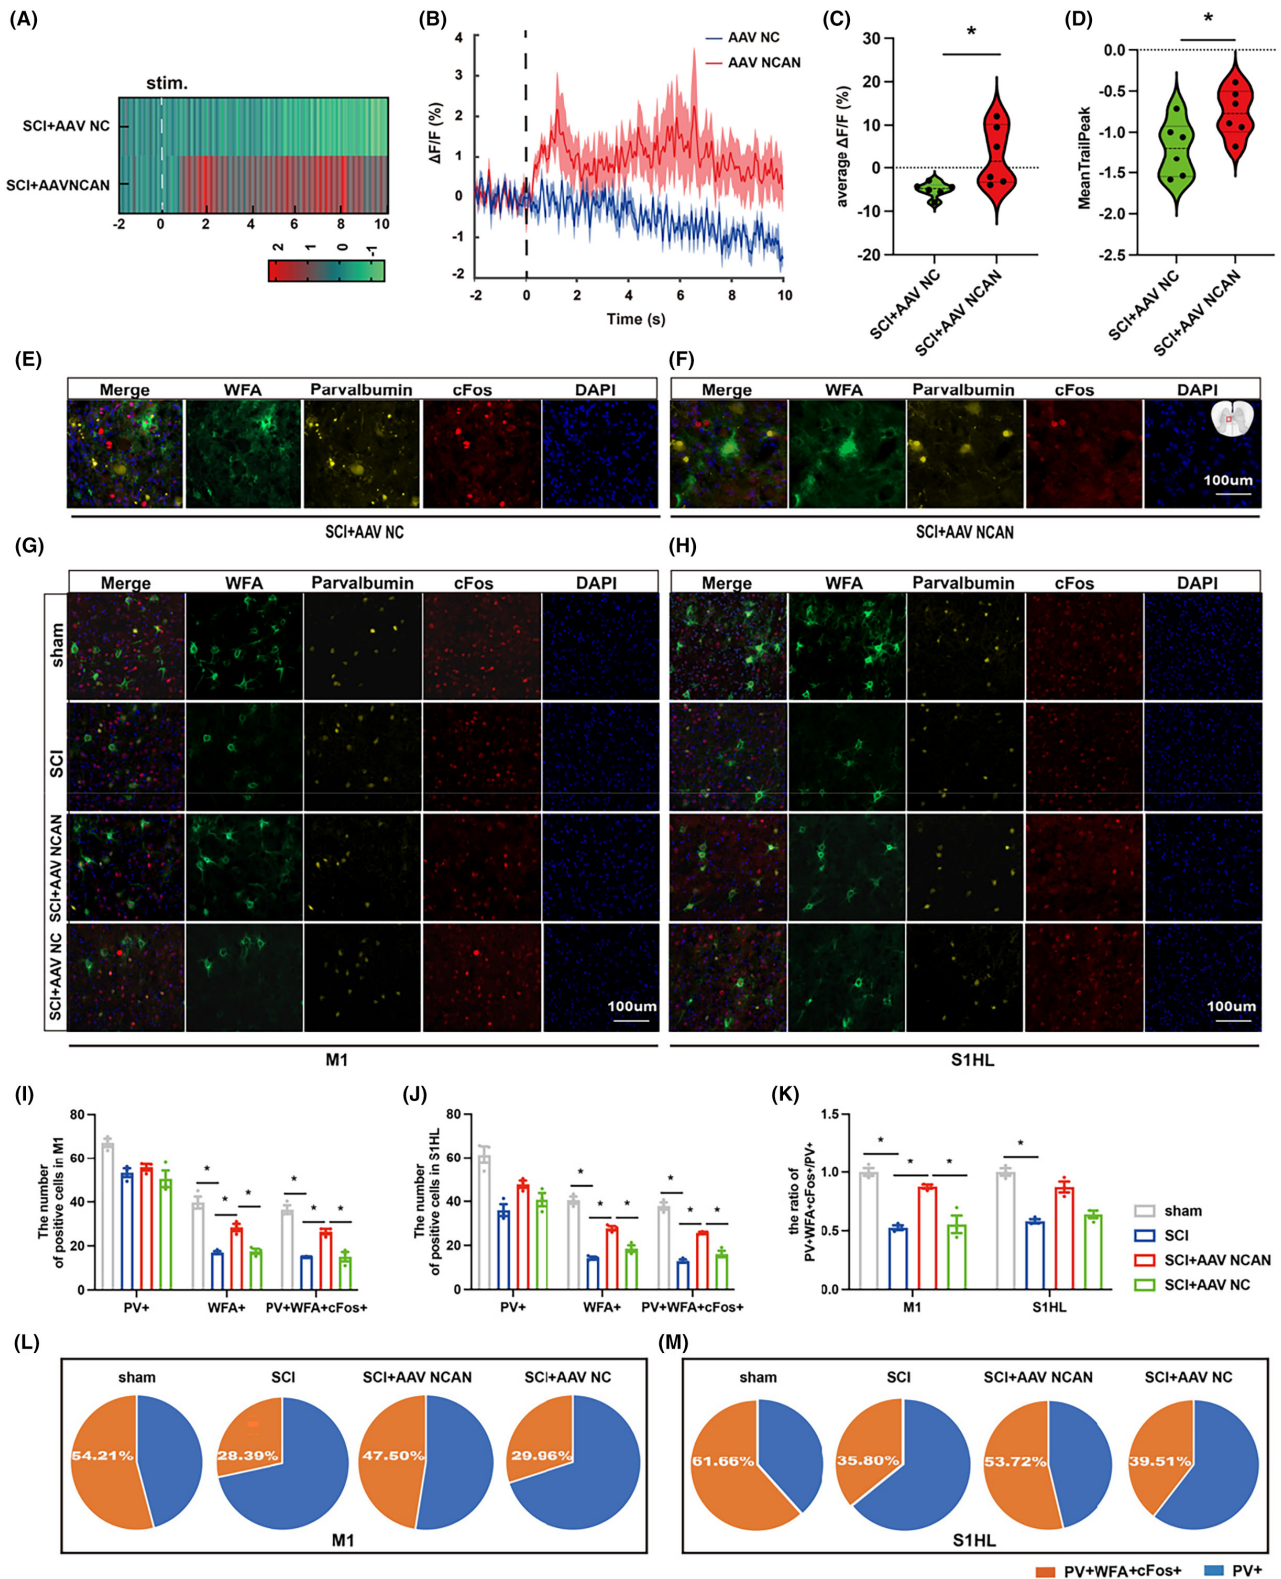 (A)
stim.
SCI+AAV NC
SCI+AAVNCAN
-2 0 2 4 6 8 10
2 1 0 -1
(B)
4
3
2
1
0
-1
-2
ΔF/F (%)
AAV NC
AAV NCAN
-2 0 2 4 6 8 10
Time (s)
(C)
*
30
20
10
0
-10
-20
average ΔF/F (%)
SCI+AAV NC
SCI+AAV NCAN
(D)
*
0.0
-0.5
-1.0
-1.5
-2.0
-2.5
MeanTrailPeak
SCI+AAV NC
SCI+AAV NCAN
(E)
Merge WFA Parvalbumin cFos DAPI
SCI+AAV NC
(F)
Merge WFA Parvalbumin cFos DAPI
100um
SCI+AAV NCAN
(G)
Merge WFA Parvalbumin cFos DAPI
sham
SCI
SCI+AAV NCAN
SCI+AAV NC
100um
M1
(H)
Merge WFA Parvalbumin cFos DAPI
100um
S1HL
(I)
The number
of positive cells in M1
80
60
40
20
0
* * *
* * *
PV+ WFA+ PV+WFA+cFos+
(J)
The number
of positive cells in S1HL
80
60
40
20
0
* * *
* * *
PV+ WFA+ PV+WFA+cFos+
(K)
the ratio of
PV+WFA+cFos+/PV+
1.5
1.0
0.5
0.0
* * *
*
M1 S1HL
sham
SCI
SCI+AAV NCAN
SCI+AAV NC
(L)
sham SCI SCI+AAV NCAN SCI+AAV NC
54.21% 28.39% 47.50% 29.96%
M1
(M)
sham SCI SCI+AAV NCAN SCI+AAV NC
61.66% 35.80% 53.72% 39.51%
S1HL
PV+WFA+cFos+ PV+